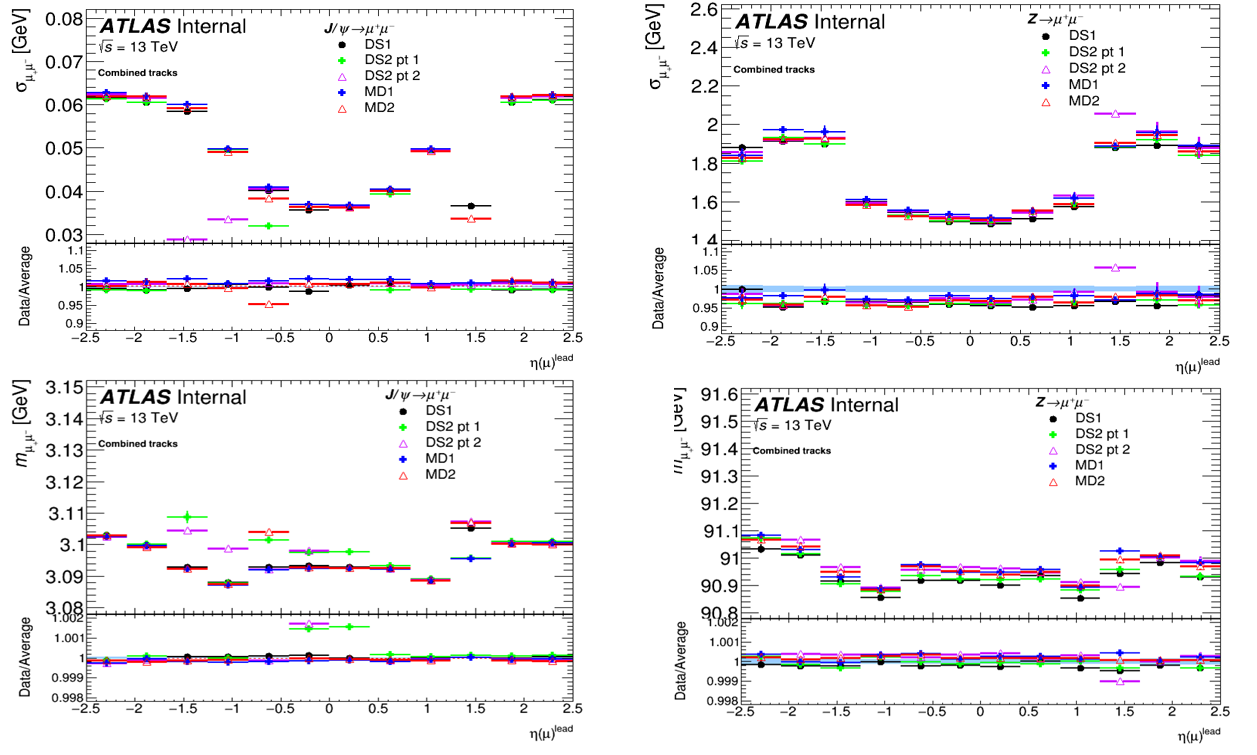 σμ+μ- [GeV]
ATLAS Internal
√s = 13 TeV
Combined tracks
J/ψ→μ+μ-
DS1
DS2 pt 1
DS2 pt 2
MD1
MD2
0.08
0.07
0.06
0.05
0.04
0.03
Data/Average
1.1
1.05
1
0.95
0.9
−2.5 −2 −1.5 −1 −0.5 0 0.5 1 1.5 2 2.5
η(μ)lead
σμ+μ- [GeV]
ATLAS Internal
√s = 13 TeV
Combined tracks
Z→μ+μ-
DS1
DS2 pt 1
DS2 pt 2
MD1
MD2
2.6
2.4
2.2
2
1.8
1.6
1.4
Data/Average
1.1
1.05
1
0.95
0.9
−2.5 −2 −1.5 −1 −0.5 0 0.5 1 1.5 2 2.5
η(μ)lead
mμ+μ- [GeV]
ATLAS Internal
√s = 13 TeV
Combined tracks
J/ψ→μ+μ-
DS1
DS2 pt 1
DS2 pt 2
MD1
MD2
3.15
3.14
3.13
3.12
3.11
3.1
3.09
3.08
Data/Average
1.002
1.001
1
0.999
0.998
−2.5 −2 −1.5 −1 −0.5 0 0.5 1 1.5 2 2.5
η(μ)lead
mμ+μ- [GeV]
ATLAS Internal
√s = 13 TeV
Combined tracks
Z→μ+μ-
DS1
DS2 pt 1
DS2 pt 2
MD1
MD2
91.6
91.5
91.4
91.3
91.2
91.1
91
90.9
90.8
Data/Average
1.002
1.001
1
0.999
−2.5 −2 −1.5 −1 −0.5 0 0.5 1 1.5 2 2.5
η(μ)lead